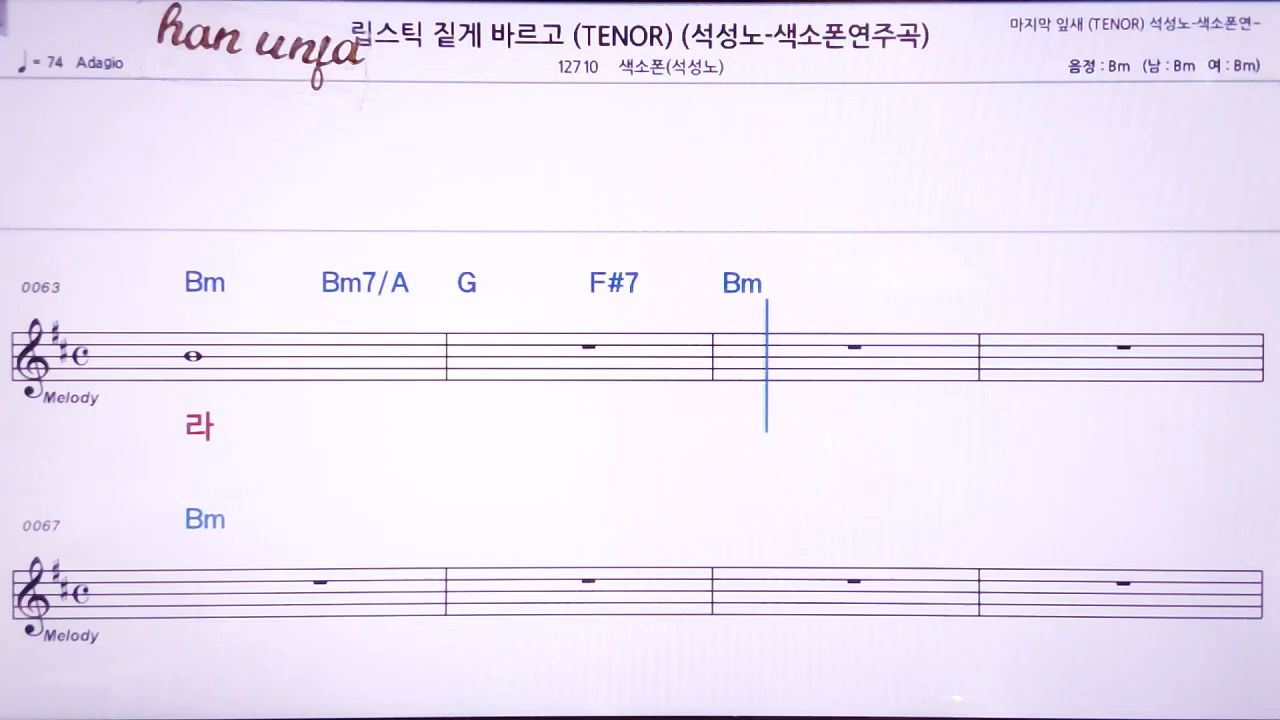 han unfa
립스틱 짙게 바르고 (TENOR) (석성노-색소폰연주곡)
마지막 잎새 (TENOR) 석성노-색소폰연~
♩ = 74 Adagio
12710 색소폰(석성노)
음정 : Bm (남 : Bm 여 : Bm)
0063 Bm Bm7/A G F#7 Bm
Melody
라
0067 Bm
Melody